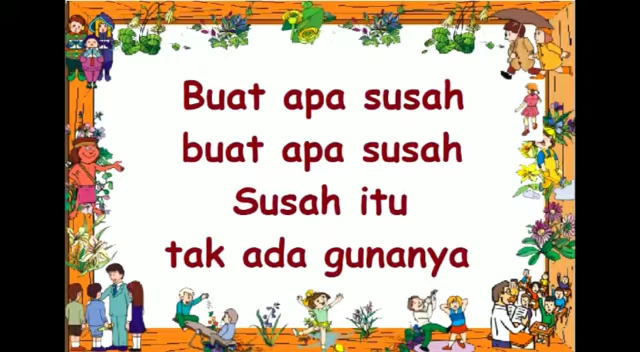 Buat apa susah
buat apa susah
Susah itu
tak ada gunanya